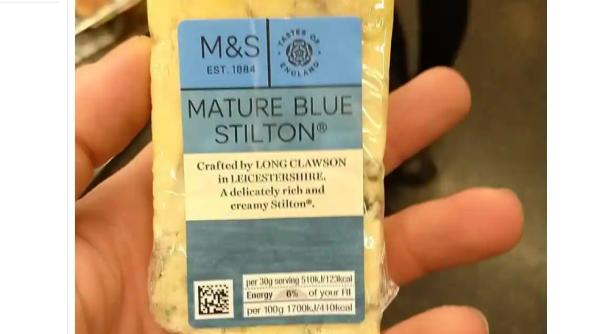 M&S
EST. 1884
TASTES OF ENGLAND
MATURE BLUE
STILTON®
Crafted by LONG CLAWSON
in LEICESTERSHIRE.
A delicately rich and
creamy Stilton®.
per 30g serving 510kJ/123kcal
Energy 6% of your RI
per 100g 1700kJ/410kcal